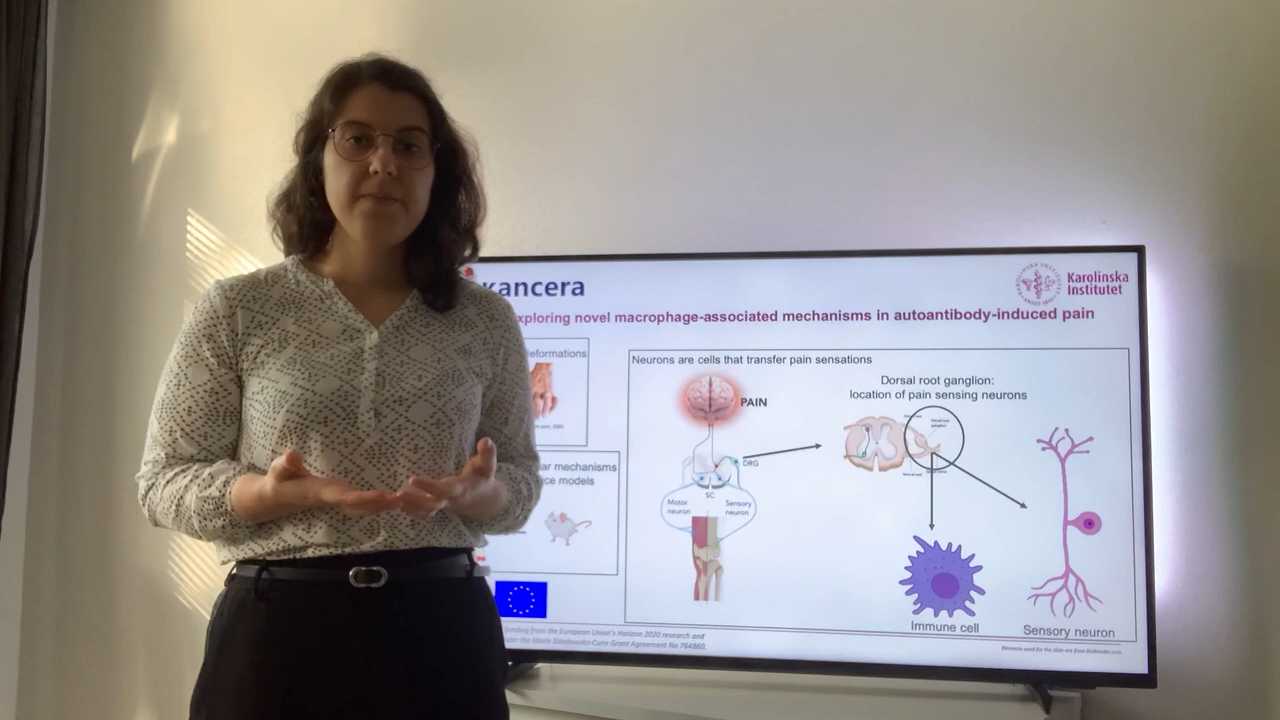 kancera
Karolinska
Institutet
xploring novel macrophage-associated mechanisms in autoantibody-induced pain
eformations
Neurons are cells that transfer pain sensations
Dorsal root ganglion:
location of pain sensing neurons
PAIN
DRG
SC
Motor
neuron
Sensory
neuron
ar mechanisms
ce models
Immune cell
Sensory neuron
funding from the European Union's Horizon 2020 research and
under the Marie Skłodowska-Curie Grant Agreement No 764860.
Elements used for the slide are from BioRender.com